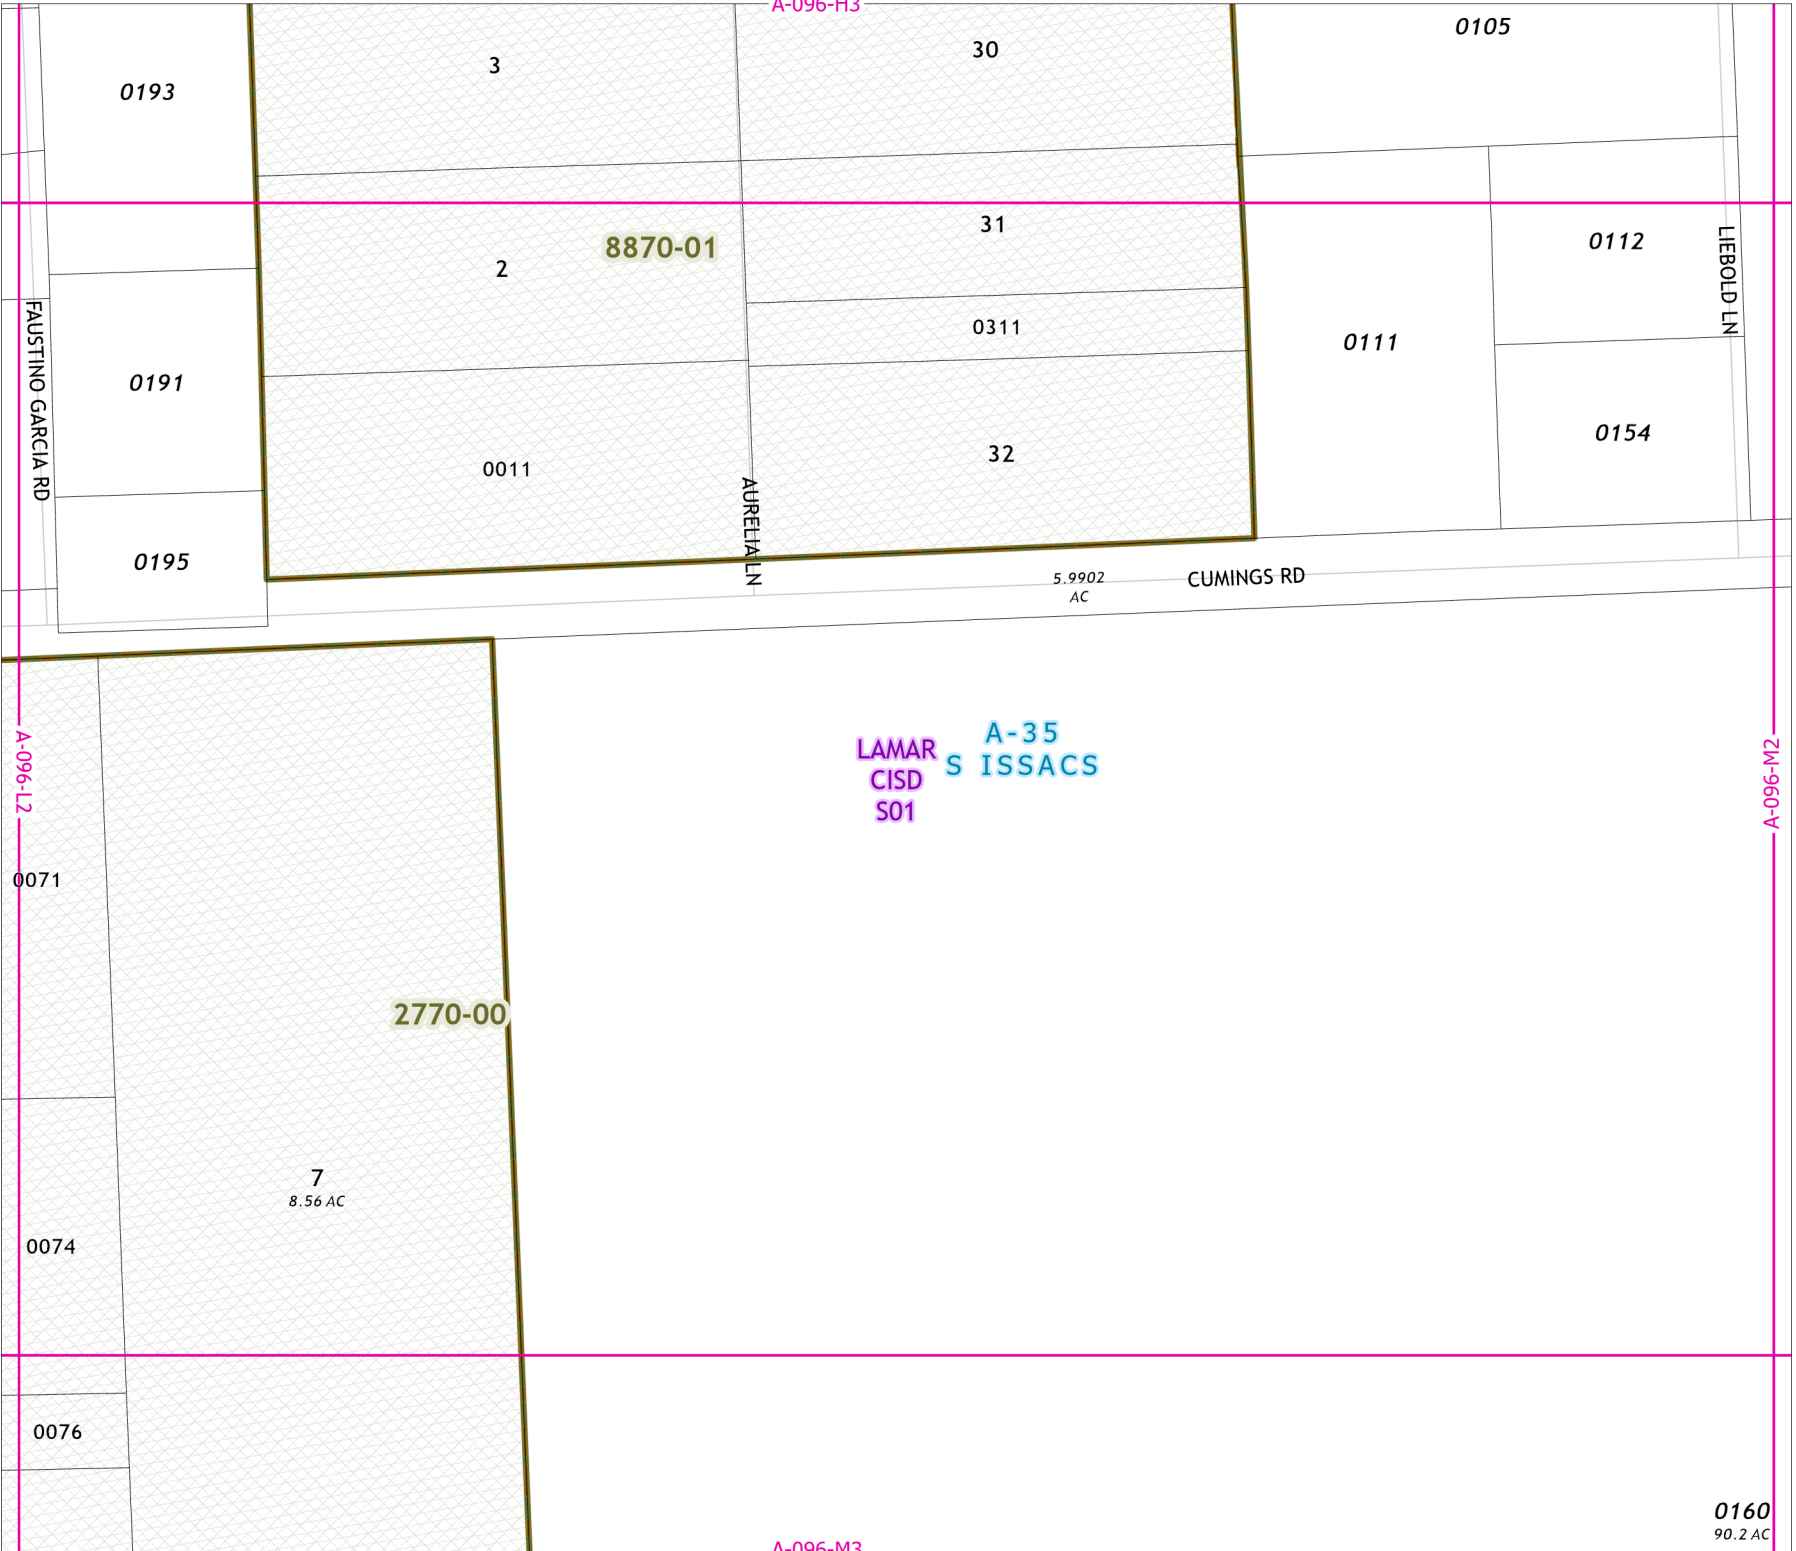 A-096-H3
0105
30
3
0193
31
0112
8870-01
2
LIEBOLD LN
0311
0111
FAUSTINO GARCIA RD
0191
0154
32
0011
AURELIA LN
0195
5.9902
AC
CUMINGS RD
A-096-L2
A-096-M2
LAMAR
CISD
S01
A-35
S ISSACS
0071
2770-00
7
8.56 AC
0074
0076
0160
90.2 AC
A-096-M3